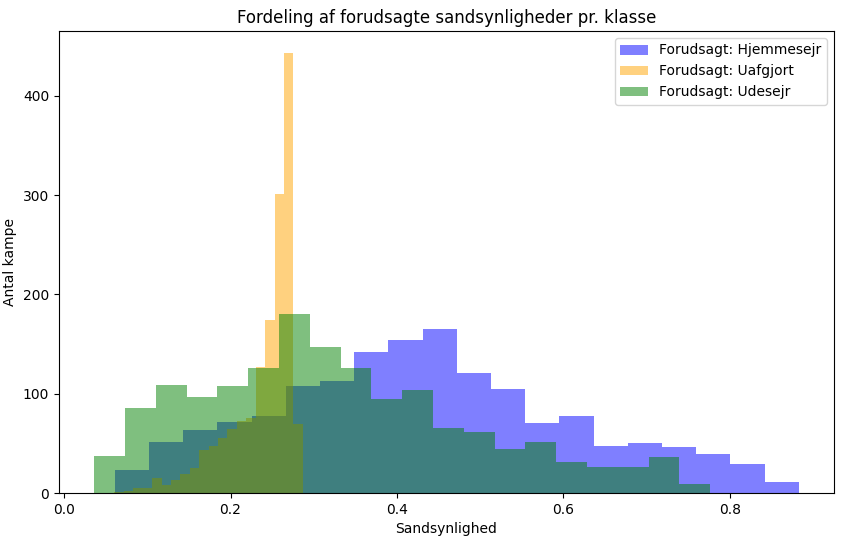 Fordeling af forudsagte sandsynligheder pr. klasse
Forudsagt: Hjemmesejr
Forudsagt: Uafgjort
Forudsagt: Udesejr
Antal kampe
400
300
200
100
0
0.0 0.2 0.4 0.6 0.8
Sandsynlighed